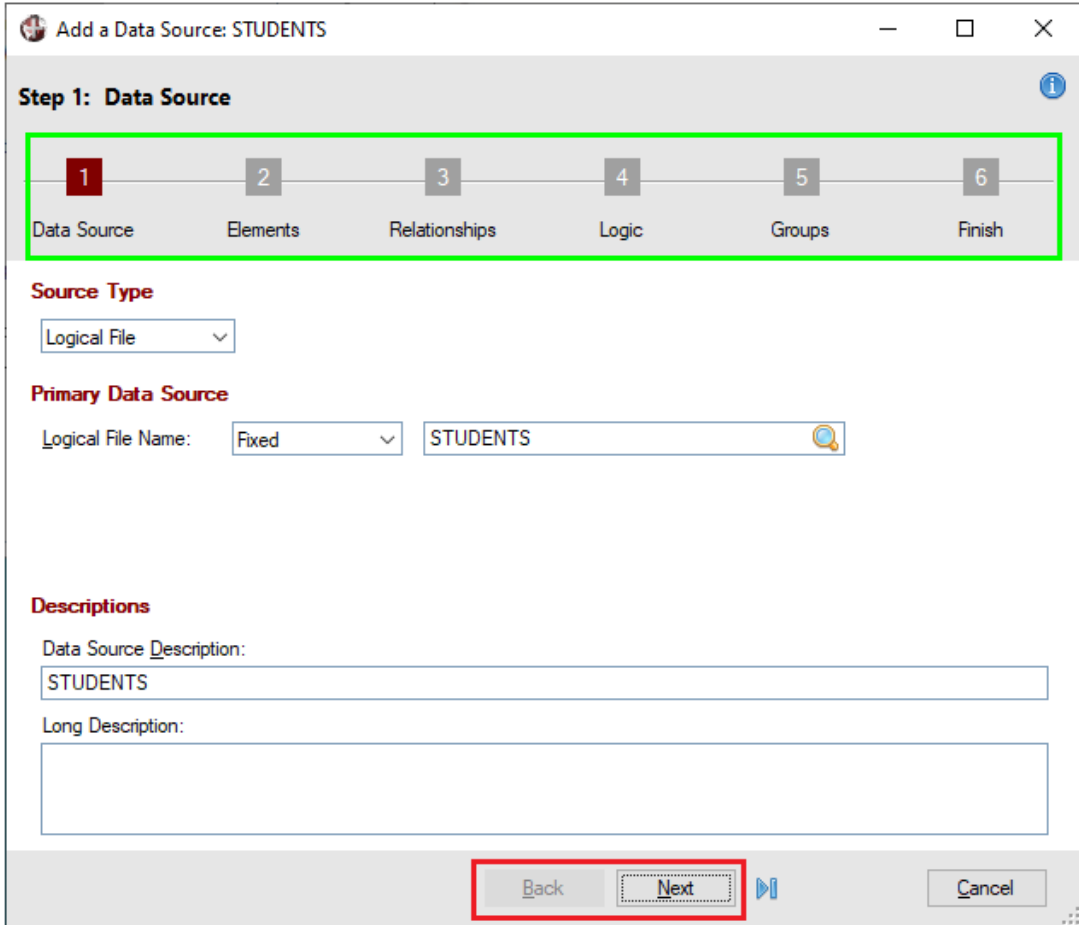 Add a Data Source: STUDENTS
Step 1: Data Source
1 2 3 4 5 6
Data Source Elements Relationships Logic Groups Finish
Source Type
Logical File
Primary Data Source
Logical File Name: Fixed STUDENTS
Descriptions
Data Source Description:
STUDENTS
Long Description:
Back Next Cancel